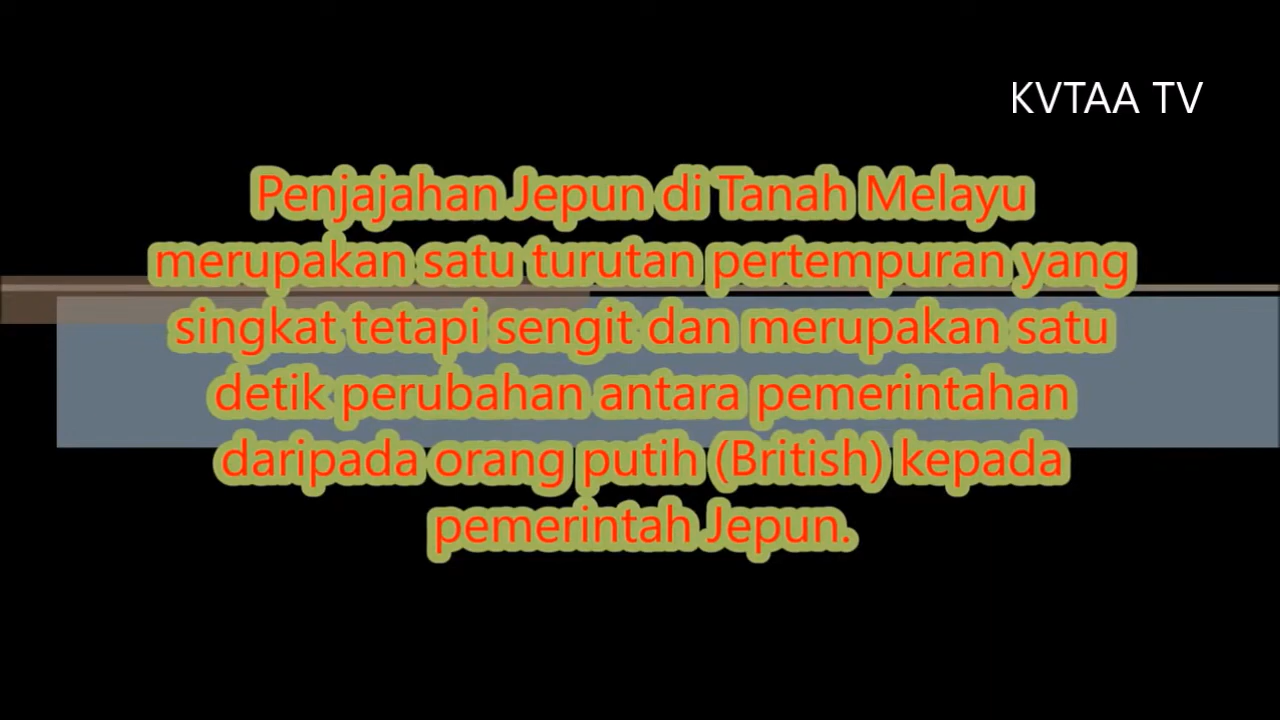 KVTAA TV
Penjajahan Jepun di Tanah Melayu
merupakan satu turutan pertempuran yang
singkat tetapi sengit dan merupakan satu
detik perubahan antara pemerintahan
daripada orang putih (British) kepada
pemerintah Jepun.